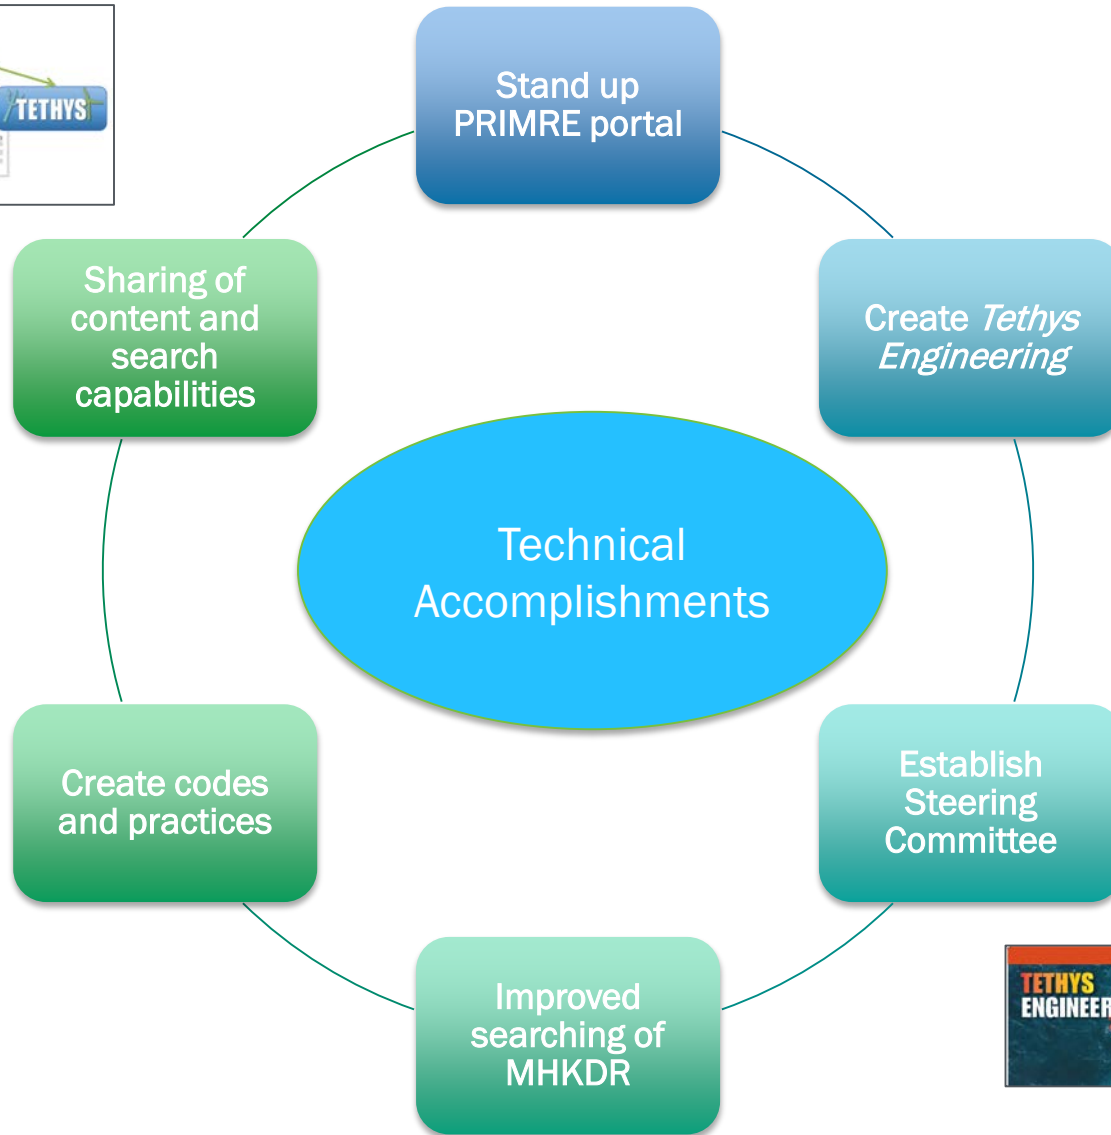 TETHYS
Stand up
PRIMRE portal
Sharing of
content and
search
capabilities
Create Tethys
Engineering
Technical
Accomplishments
Create codes
and practices
Establish
Steering
Committee
Improved
searching of
MHKDR
TETHYS
ENGINEER